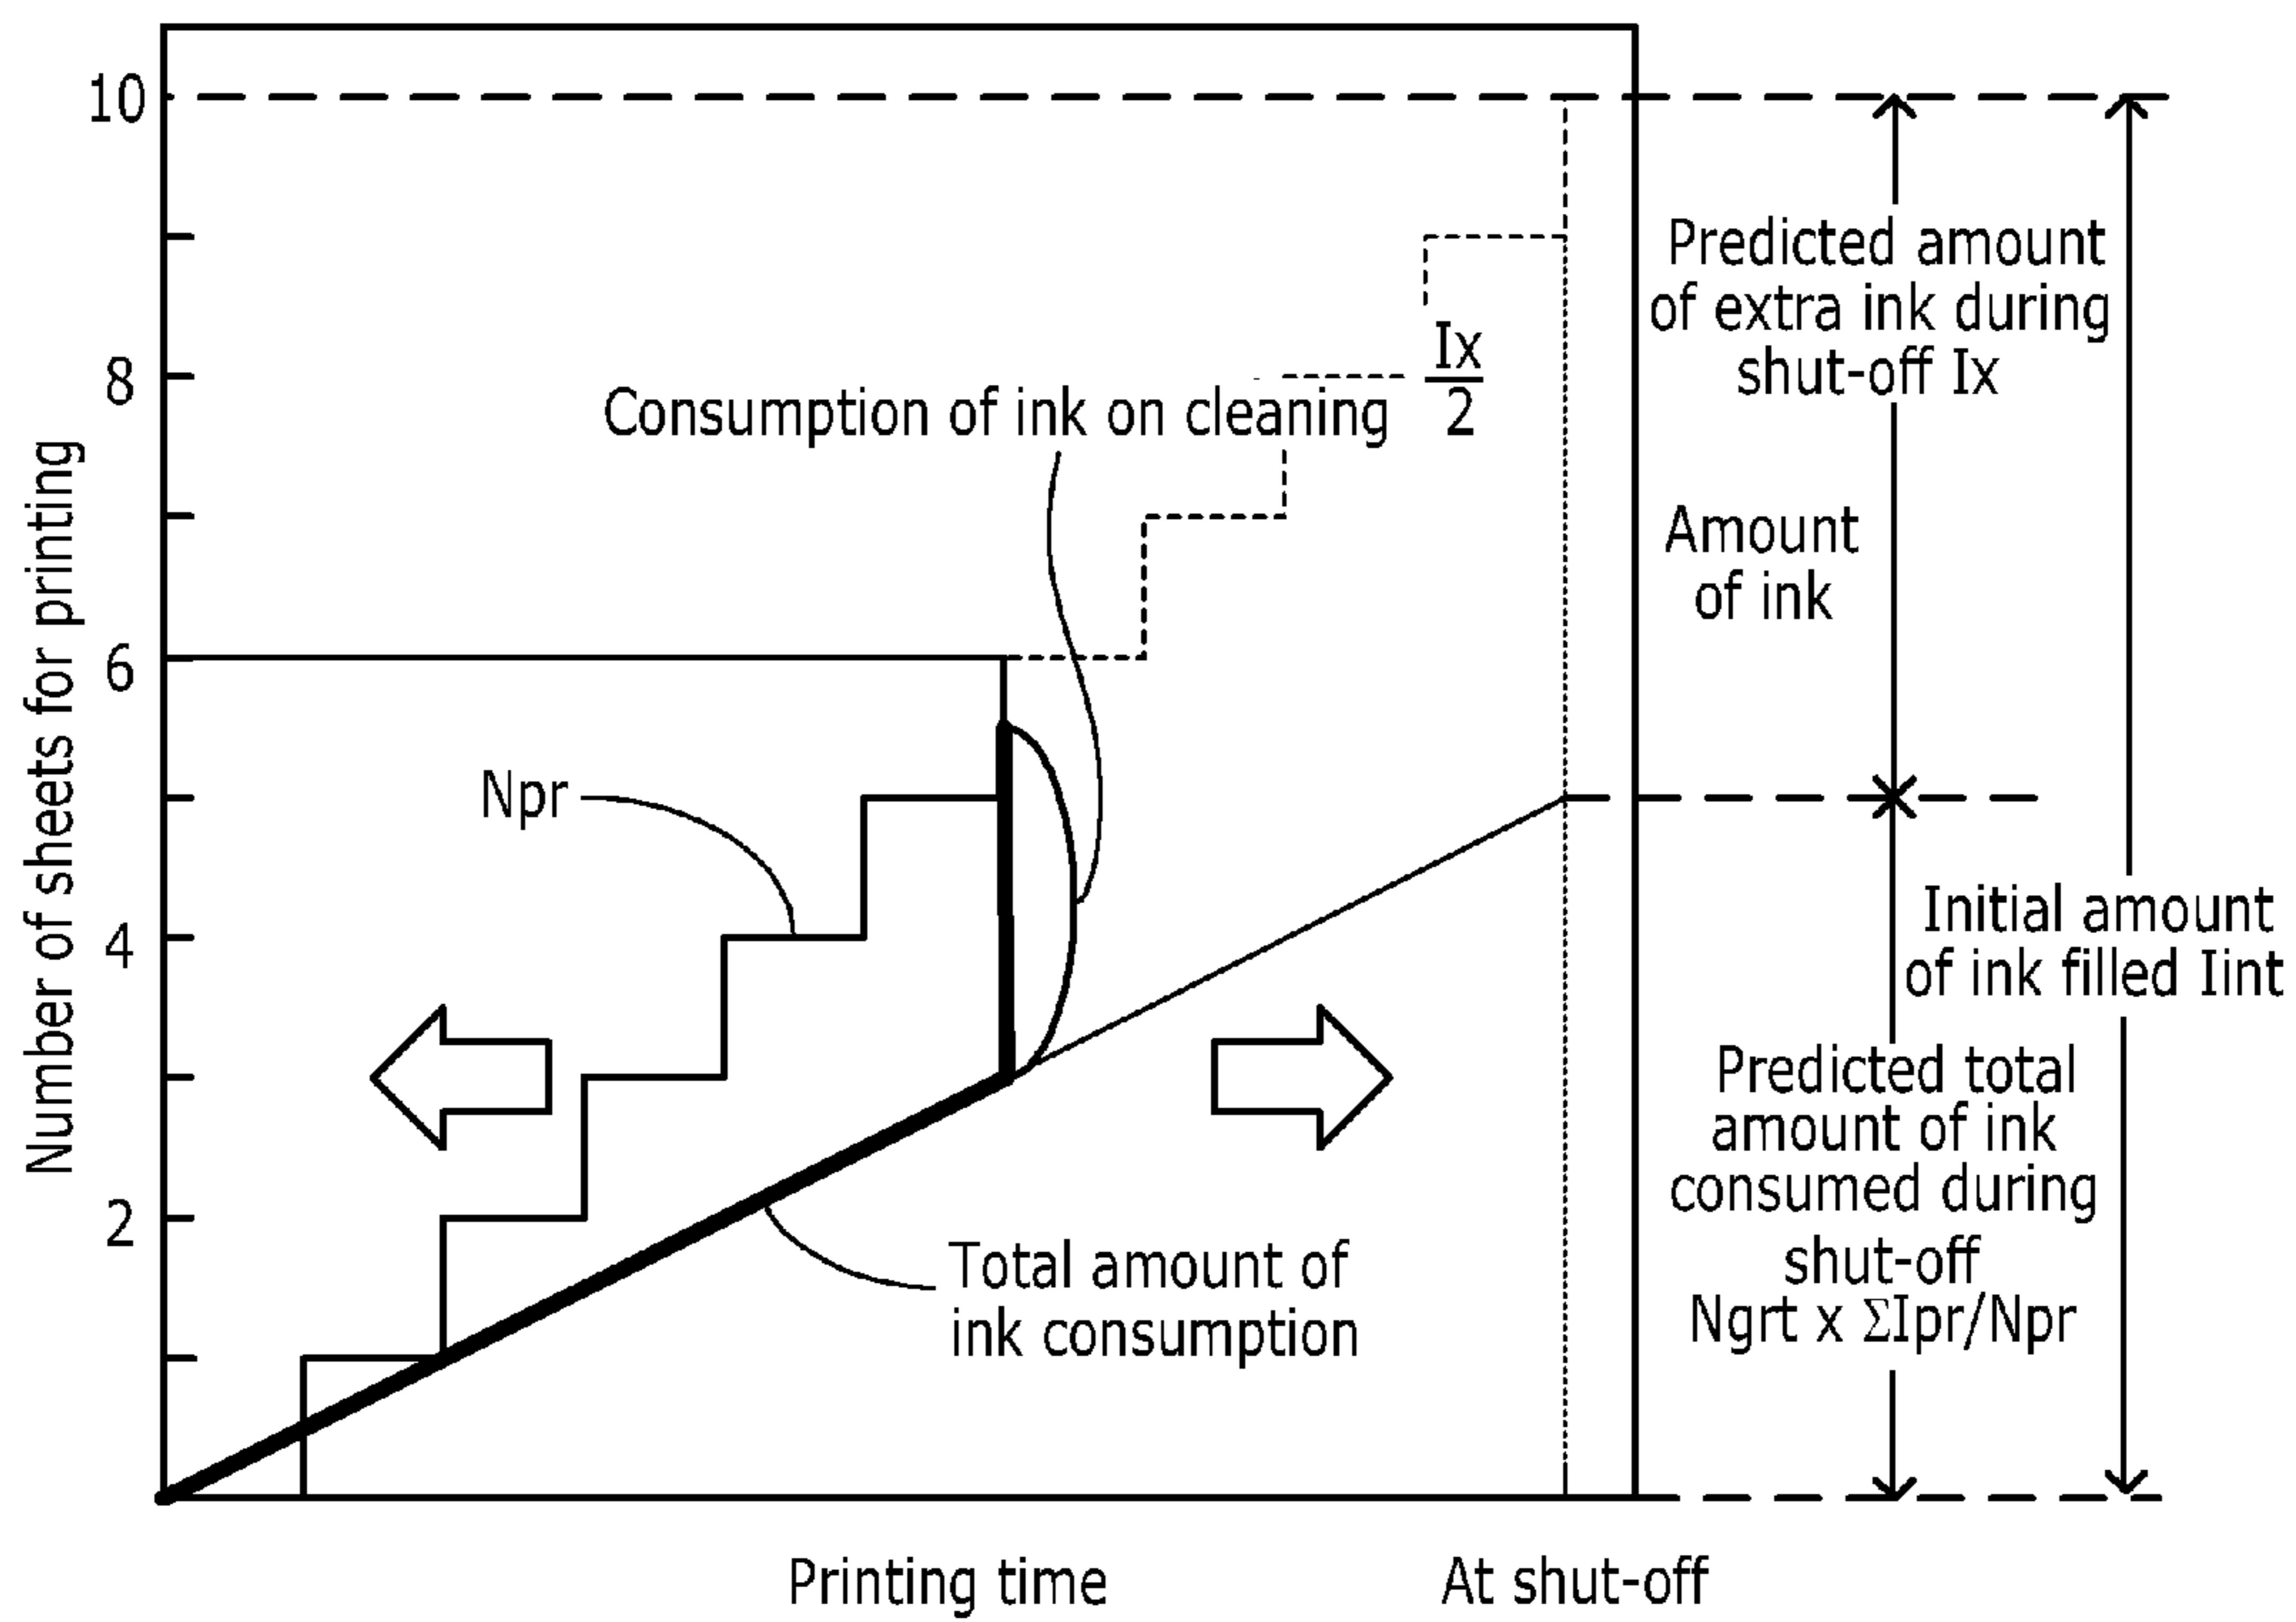 10
8
6
4
2
Number of sheets for printing
Ix
2
Consumption of ink on cleaning
Npr
Total amount of
ink consumption
Printing time
At shut-off
Predicted amount
of extra ink during
shut-off Ix
Amount
of ink
Initial amount
of ink filled Iint
Predicted total
amount of ink
consumed during
shut-off
Ngrt x ΣIpr/Npr